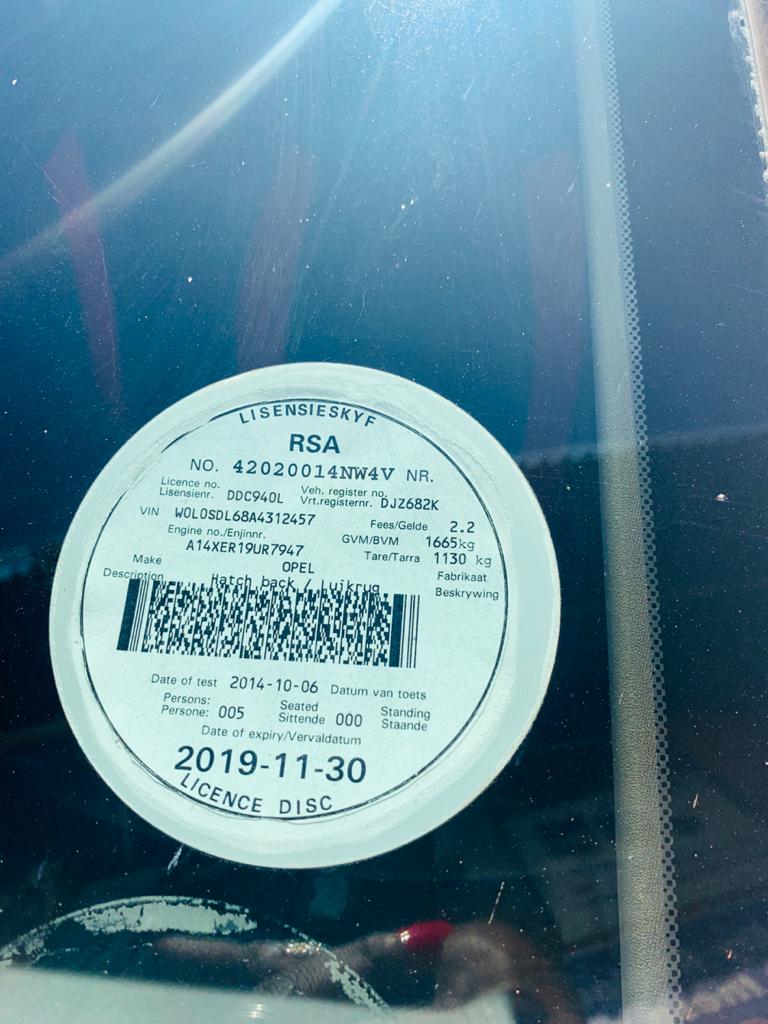 LISENSIESKYF
RSA
NO. 42020014NW4V NR.
Licence no. Veh. register no.
Lisensienr. DDC940L Vrt.registernr. DJZ682K
VIN W0L0SDL68A4312457 Fees/Gelde 2.2
Engine no./Enjinnr. GVM/BVM 1665kg
A14XER19UR7947 Tare/Tarra 1130 kg
Make OPEL Fabrikaat
Description Hatch back / Luikrug Beskrywing
Date of test 2014-10-06 Datum van toets
Persons: Seated Standing
Persone: 005 Sittende 000 Staande
Date of expiry/Vervaldatum
2019-11-30
LICENCE DISC